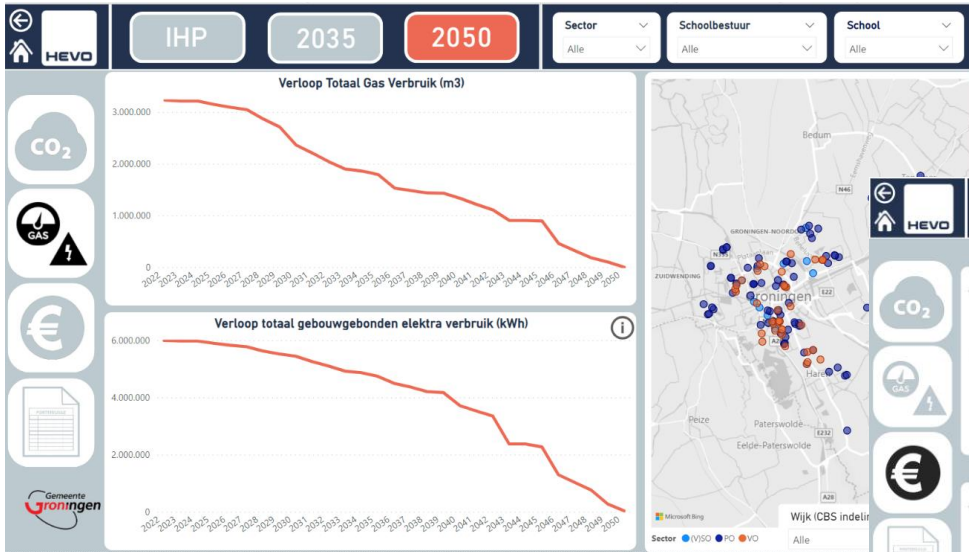 HEVO
IHP
2035
2050
Sector
Alle
Schoolbestuur
Alle
School
Alle
CO2
GAS
€
Gemeente
Groningen
Verloop Totaal Gas Verbruik (m3)
3.000.000
2.000.000
1.000.000
0
2022 2023 2024 2025 2026 2027 2028 2029 2030 2031 2032 2033 2034 2035 2036 2037 2038 2039 2040 2041 2042 2043 2044 2045 2046 2047 2048 2049 2050
Verloop totaal gebouwgebonden elektra verbruik (kWh)
i
6.000.000
4.000.000
2.000.000
0
2022 2023 2024 2025 2026 2027 2028 2029 2030 2031 2032 2033 2034 2035 2036 2037 2038 2039 2040 2041 2042 2043 2044 2045 2046 2047 2048 2049 2050
Bedum
N46
GRONINGEN-NOORD
N355
ZUIDWENDING
Groningen
E22
Haren
Peize
Paterswolde
E232
Eelde-Paterswolde
A28
Microsoft Bing
Wijk (CBS indelin
Alle
Sector (V)SO PO VO
HEVO
CO2
GAS
€